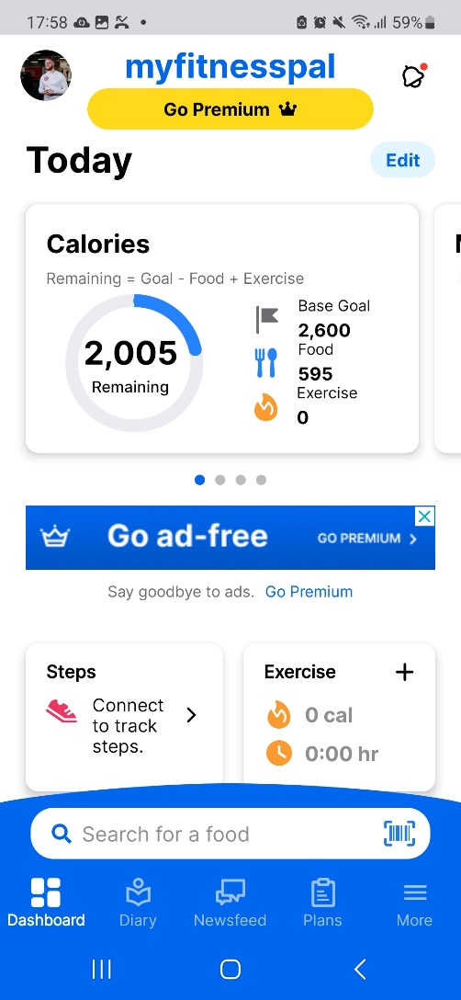 17:58 59%
myfitnesspal
Go Premium
Today
Edit
Calories
Remaining = Goal - Food + Exercise
2,005
Remaining
Base Goal
2,600
Food
595
Exercise
0
Go ad-free
GO PREMIUM
Say goodbye to ads. Go Premium
Steps
Connect
to track
steps.
Exercise
0 cal
0:00 hr
Search for a food
Dashboard
Diary
Newsfeed
Plans
More